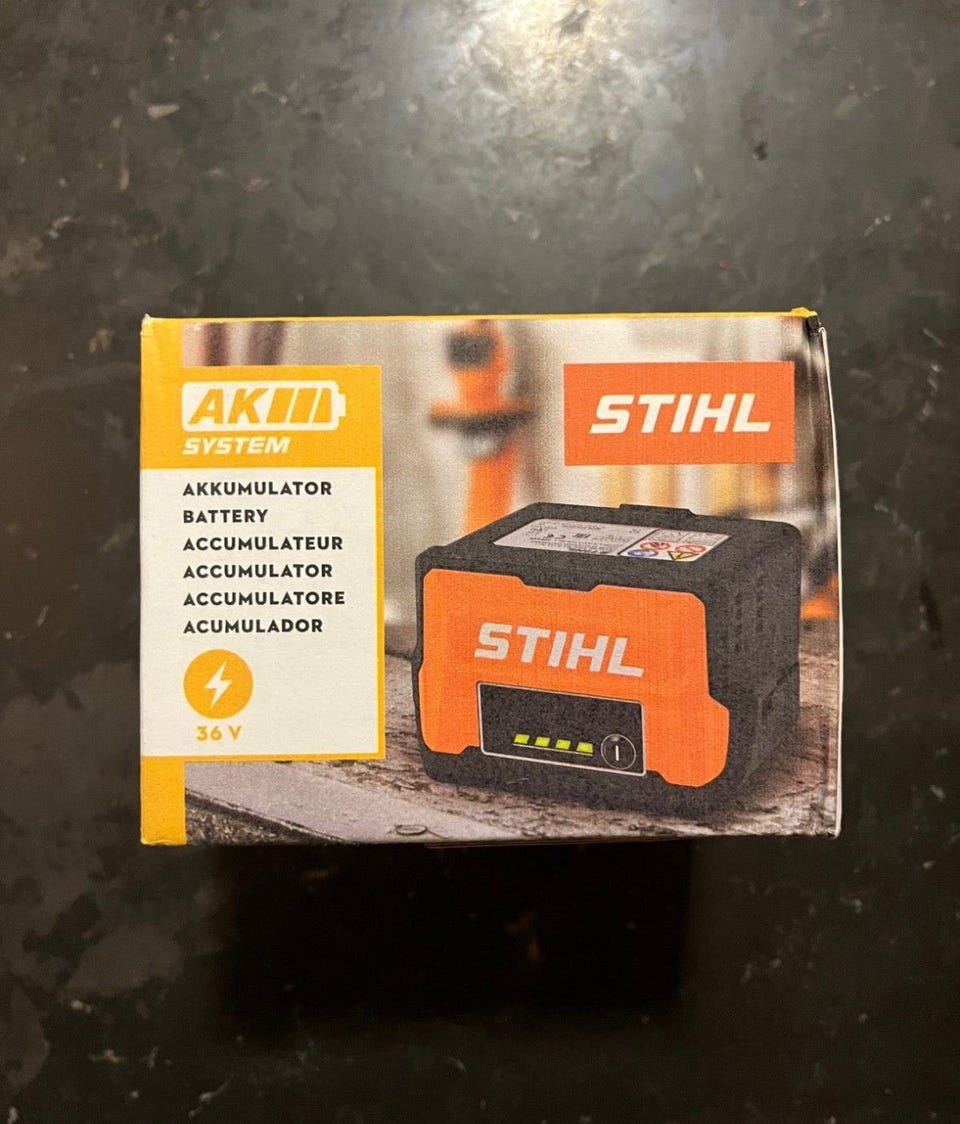 AK
SYSTEM
STIHL
AKKUMULATOR
BATTERY
ACCUMULATEUR
ACCUMULATOR
ACCUMULATORE
ACUMULADOR
36 V
STIHL